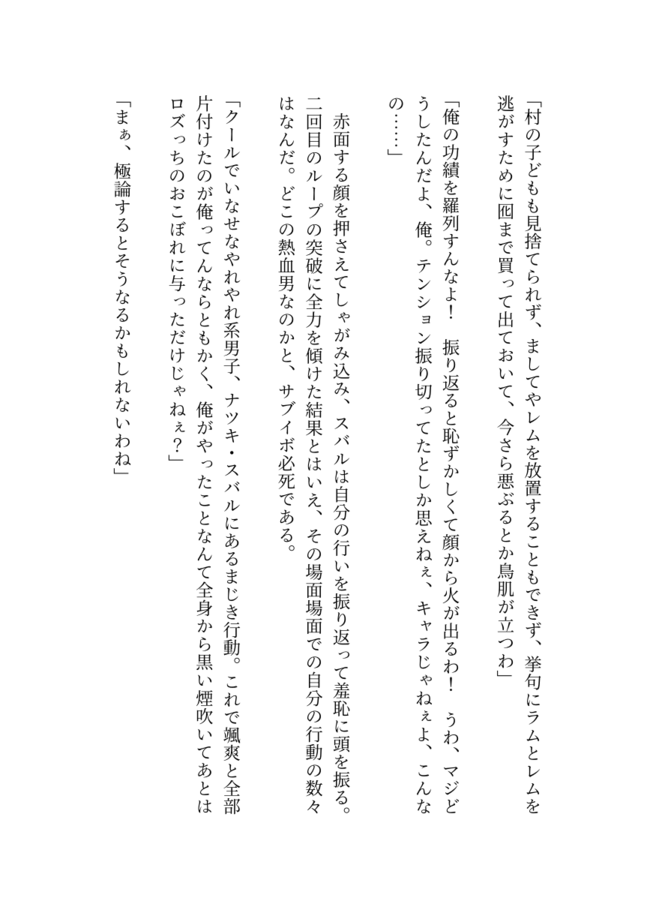 「村の子どもも見捨てられず、ましてやレムを放置することもできず、挙句にラムとレムを
逃がすために囮まで買って出ておいて、今さら悪ぶるとか鳥肌が立つわ」
「俺の功績を羅列すんなよ！　振り返ると恥ずかしくて顔から火が出るわ！　うわ、マジど
うしたんだよ、俺。テンション振り切ってたとしか思えねぇ、キャラじゃねぇよ、こんな
の……」
　赤面する顔を押さえてしゃがみ込み、スバルは自分の行いを振り返って羞恥に頭を振る。
二回目のループの突破に全力を傾けた結果とはいえ、その場面場面での自分の行動の数々
はなんだ。どこの熱血男なのかと、サブイボ必死である。
「クールでいなせなやれやれ系男子、ナツキ・スバルにあるまじき行動。これで颯爽と全部
片付けたのが俺ってんならともかく、俺がやったことなんて全身から黒い煙吹いてあとは
ロズっちのおこぼれに与っただけじゃねぇ？」
「まぁ、極論するとそうなるかもしれないわね」